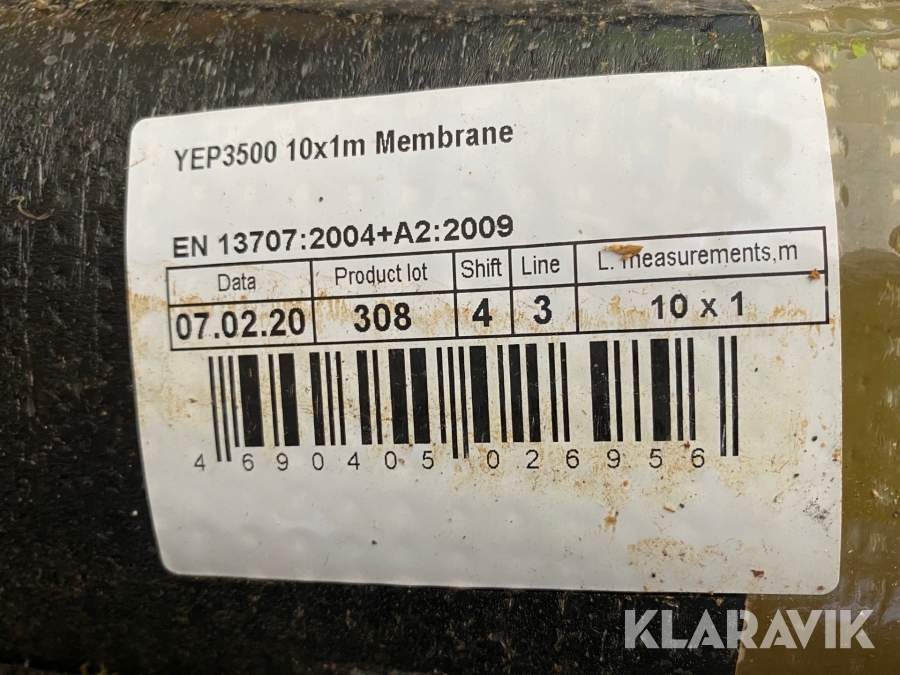 YEP3500 10x1m Membrane
EN 13707:2004+A2:2009
Data Product lot Shift Line L. measurements,m
07.02.20 308 4 3 10 x 1
4 690405 026956
KLARAVIK